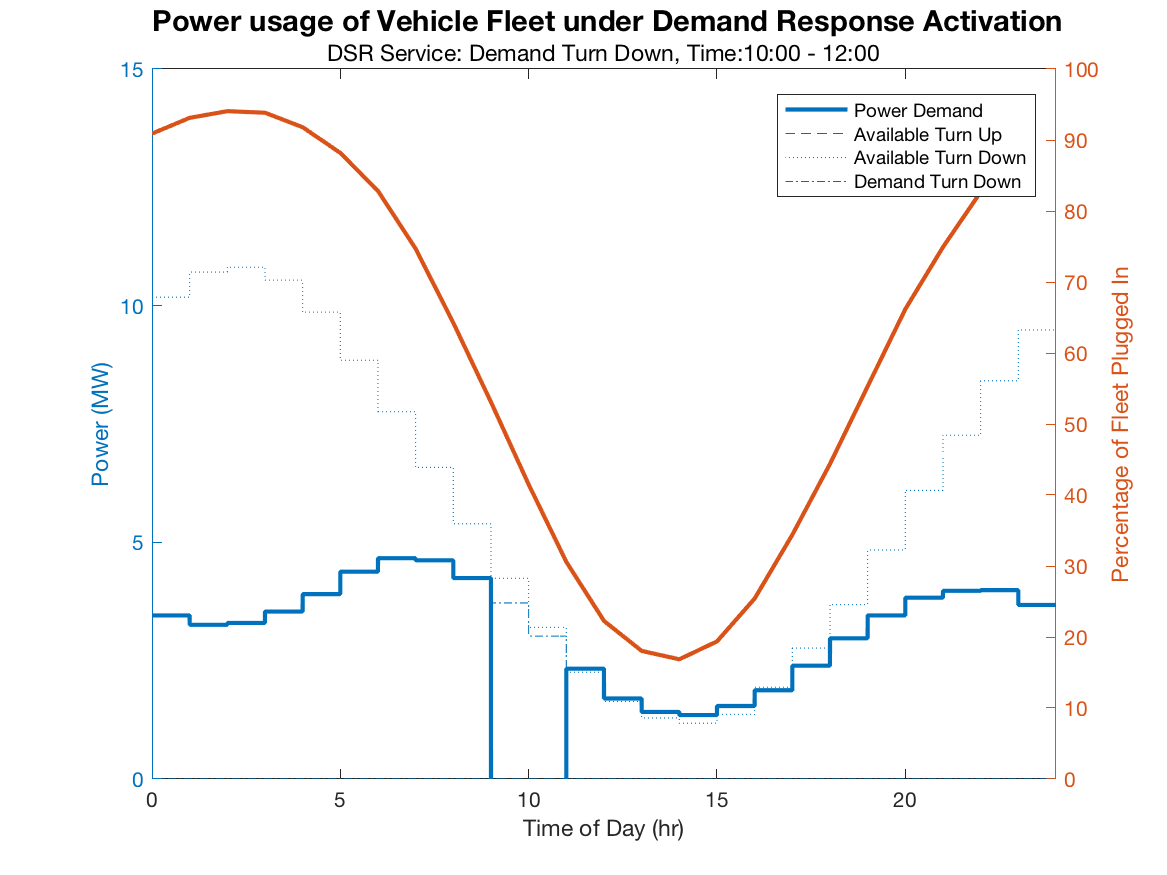 Power usage of Vehicle Fleet under Demand Response Activation
DSR Service: Demand Turn Down, Time:10:00 - 12:00
15
10
5
0
Power (MW)
100
90
80
70
60
50
40
30
20
10
0
Percentage of Fleet Plugged In
Power Demand
Available Turn Up
Available Turn Down
Demand Turn Down
0
5
10
15
20
Time of Day (hr)